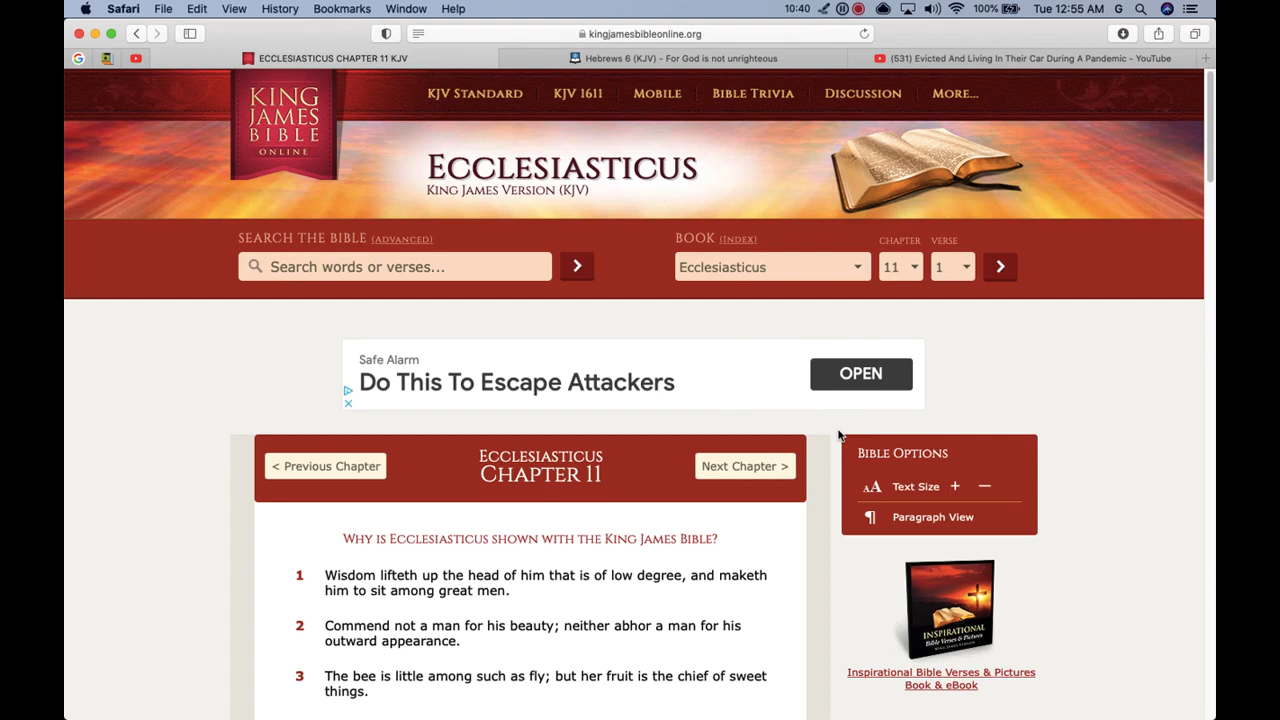 Safari File Edit View History Bookmarks Window Help 10:40 100% Tue 12:55 AM G
kingjamesbibleonline.org
ECCLESIASTICUS CHAPTER 11 KJV
Hebrews 6 (KJV) - For God is not unrighteous
(531) Evicted And Living In Their Car During A Pandemic - YouTube
KING
JAMES
BIBLE
ONLINE
KJV STANDARD KJV 1611 MOBILE BIBLE TRIVIA DISCUSSION MORE...
ECCLESIASTICUS
KING JAMES VERSION (KJV)
SEARCH THE BIBLE (ADVANCED)
Search words or verses...
BOOK (INDEX) CHAPTER VERSE
Ecclesiasticus 11 1
Safe Alarm
Do This To Escape Attackers
OPEN
< Previous Chapter
ECCLESIASTICUS
CHAPTER 11
Next Chapter >
WHY IS ECCLESIASTICUS SHOWN WITH THE KING JAMES BIBLE?
1 Wisdom lifteth up the head of him that is of low degree, and maketh
him to sit among great men.
2 Commend not a man for his beauty; neither abhor a man for his
outward appearance.
3 The bee is little among such as fly; but her fruit is the chief of sweet
things.
BIBLE OPTIONS
AA Text Size + —
¶ Paragraph View
INSPIRATIONAL
BIBLE VERSES & PICTURES
KING JAMES VERSION
Inspirational Bible Verses & Pictures
Book & eBook